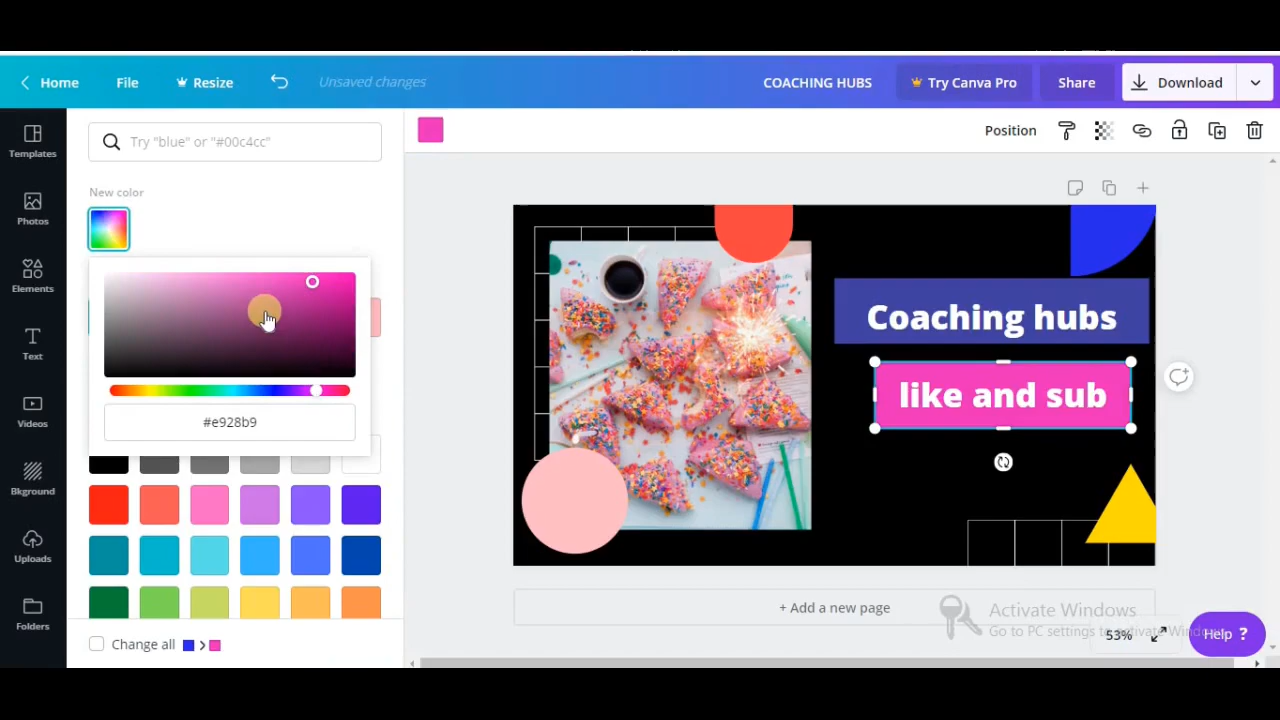 Home File Resize Unsaved changes COACHING HUBS Try Canva Pro Share Download
Templates
Photos
Elements
Text
Videos
Bkground
Uploads
Folders
Try "blue" or "#00c4cc"
New color
#e928b9
Change all
Position
Coaching hubs
like and sub
+ Add a new page
Activate Windows
Go to PC settings to activate Windows
53%
Help ?